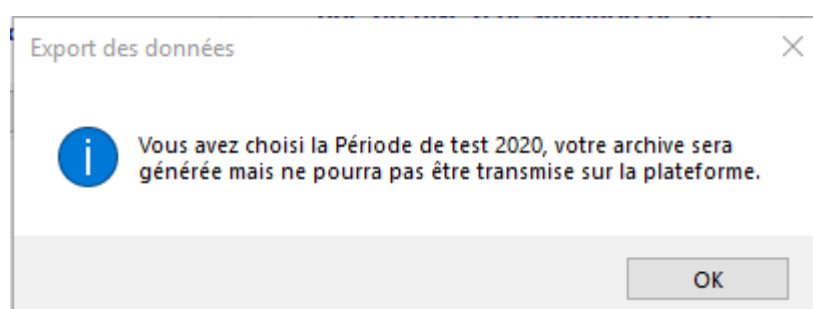 Export des données
Vous avez choisi la Période de test 2020, votre archive sera
générée mais ne pourra pas être transmise sur la plateforme.
OK